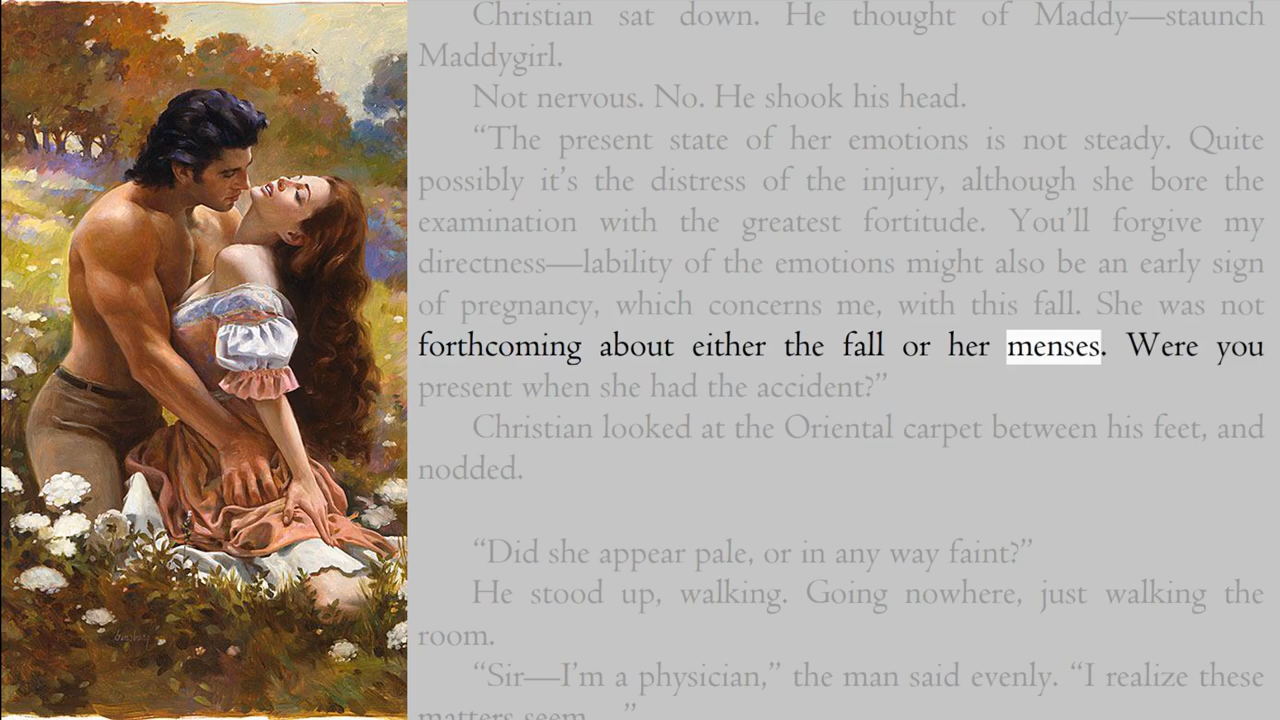 Christian sat down. He thought of Maddy—staunch
Maddygirl.
Not nervous. No. He shook his head.
“The present state of her emotions is not steady. Quite
possibly it’s the distress of the injury, although she bore the
examination with the greatest fortitude. You’ll forgive my
directness—lability of the emotions might also be an early sign
of pregnancy, which concerns me, with this fall. She was not
forthcoming about either the fall or her menses. Were you
present when she had the accident?”
Christian looked at the Oriental carpet between his feet, and
nodded.
“Did she appear pale, or in any way faint?”
He stood up, walking. Going nowhere, just walking the
room.
“Sir—I’m a physician,” the man said evenly. “I realize these
matters seem...”